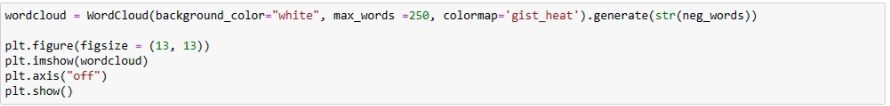 wordcloud = WordCloud(background_color="white", max_words =250, colormap='gist_heat').generate(str(neg_words))
plt.figure(figsize = (13, 13))
plt.imshow(wordcloud)
plt.axis("off")
plt.show()